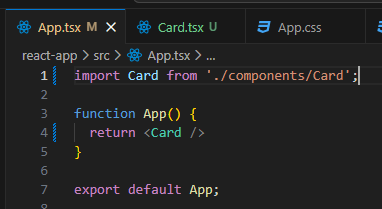 App.tsx M × Card.tsx U App.css
react-app > src > App.tsx > ...
1 import Card from './components/Card';
2
3 function App() {
4 return <Card />
5 }
6
7 export default App;
8